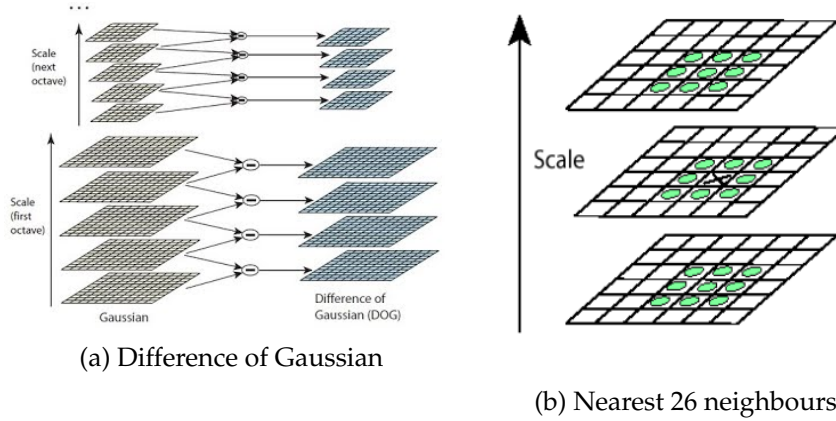 ...
Scale
(next
octave)
Scale
(first
octave)
Gaussian
Difference of
Gaussian (DOG)
(a) Difference of Gaussian
Scale
(b) Nearest 26 neighbours